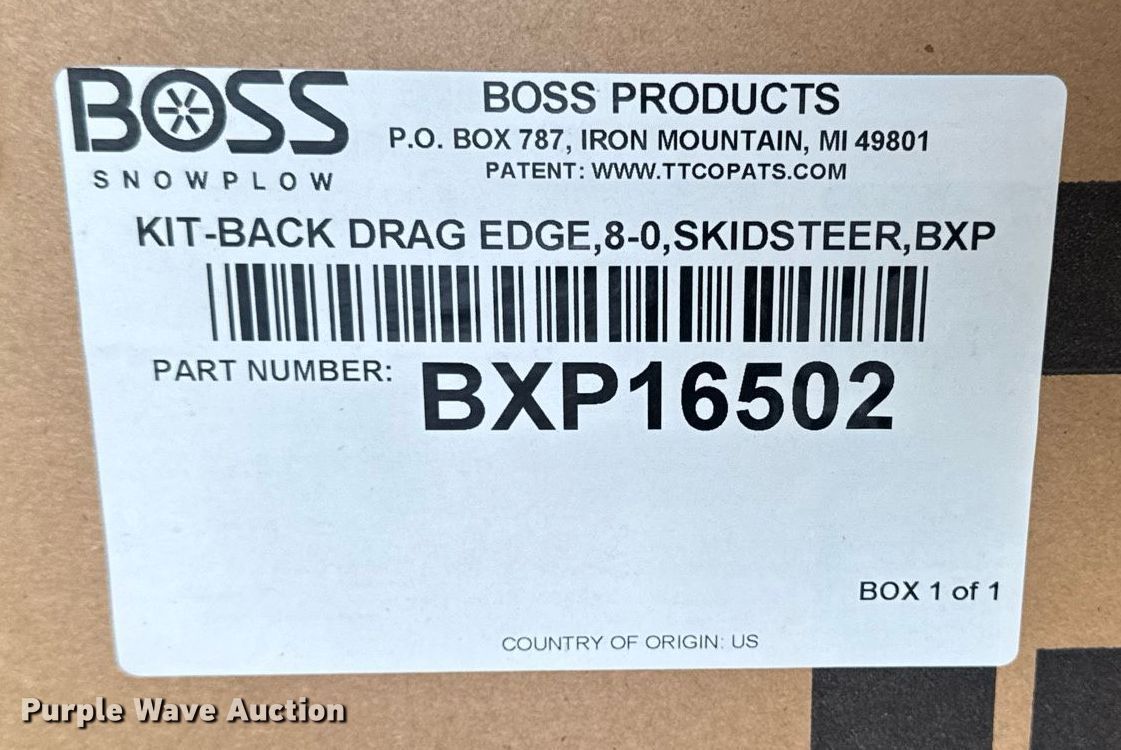 BOSS
SNOWPLOW
BOSS PRODUCTS
P.O. BOX 787, IRON MOUNTAIN, MI 49801
PATENT: WWW.TTCOPATS.COM
KIT-BACK DRAG EDGE,8-0,SKIDSTEER,BXP
PART NUMBER: BXP16502
BOX 1 of 1
COUNTRY OF ORIGIN: US
Purple Wave Auction